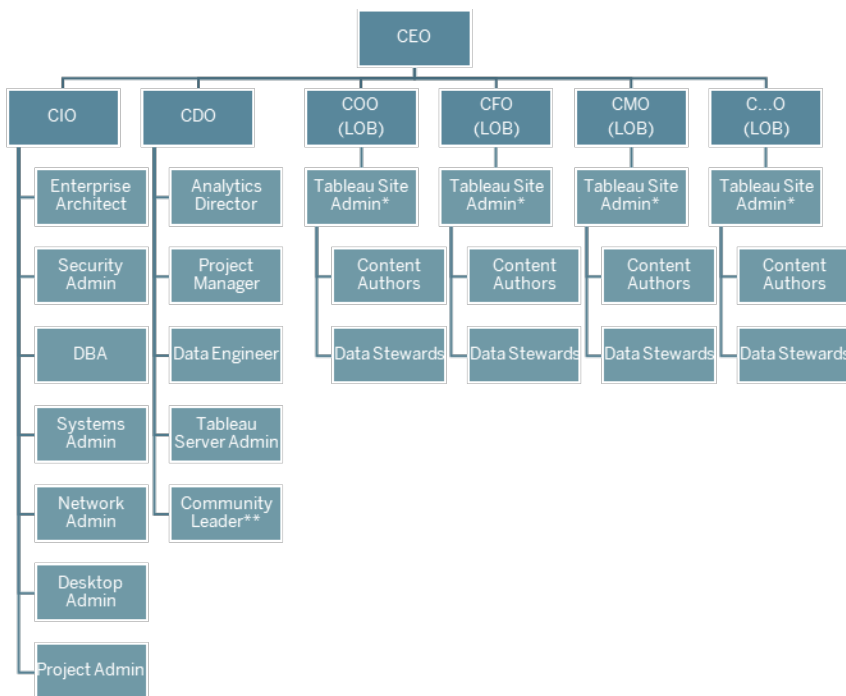 CEO
CIO
CDO
COO
(LOB)
CFO
(LOB)
CMO
(LOB)
C...O
(LOB)
Enterprise
Architect
Security
Admin
DBA
Systems
Admin
Network
Admin
Desktop
Admin
Project Admin
Analytics
Director
Project
Manager
Data Engineer
Tableau
Server Admin
Community
Leader**
Tableau Site
Admin*
Content
Authors
Data Stewards
Tableau Site
Admin*
Content
Authors
Data Stewards
Tableau Site
Admin*
Content
Authors
Data Stewards
Tableau Site
Admin*
Content
Authors
Data Stewards